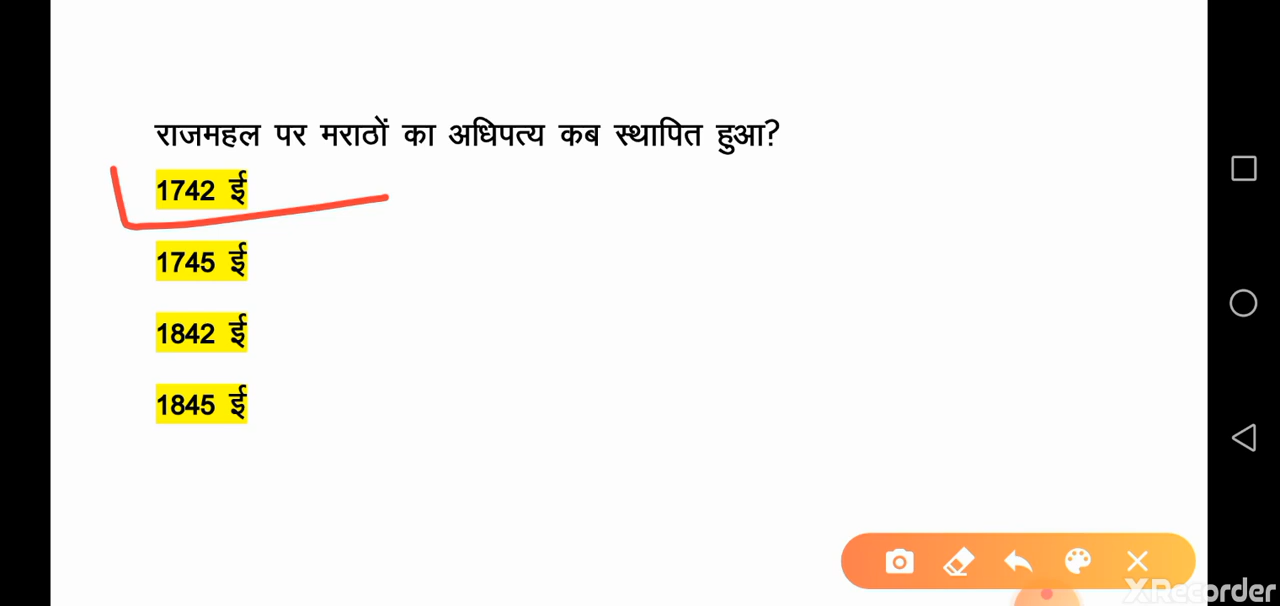 राजमहल पर मराठों का अधिपत्य कब स्थापित हुआ?
1742 ई
1745 ई
1842 ई
1845 ई
XRecorder